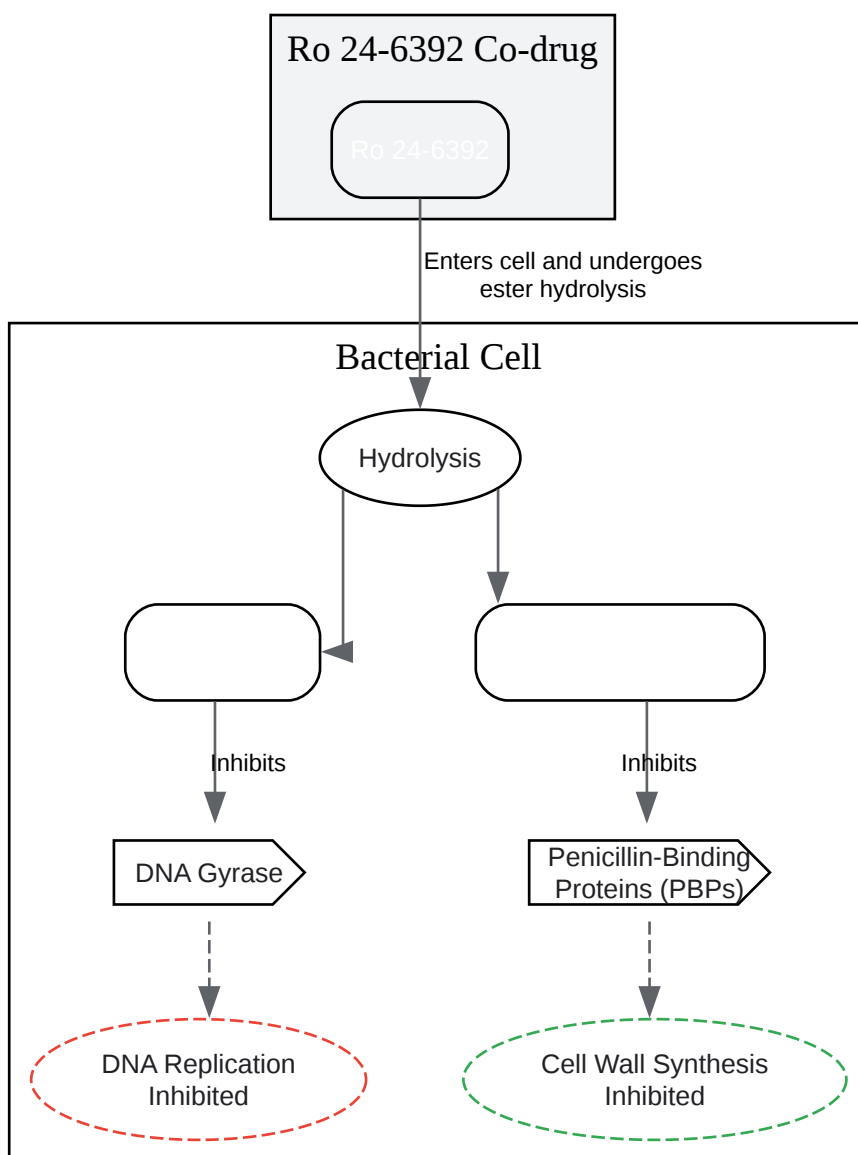 Ro 24-6392 Co-drug
Ro 24-6392
Enters cell and undergoes
ester hydrolysis
Bacterial Cell
Hydrolysis
Inhibits
Inhibits
DNA Gyrase
Penicillin-Binding
Proteins (PBPs)
DNA Replication
Inhibited
Cell Wall Synthesis
Inhibited